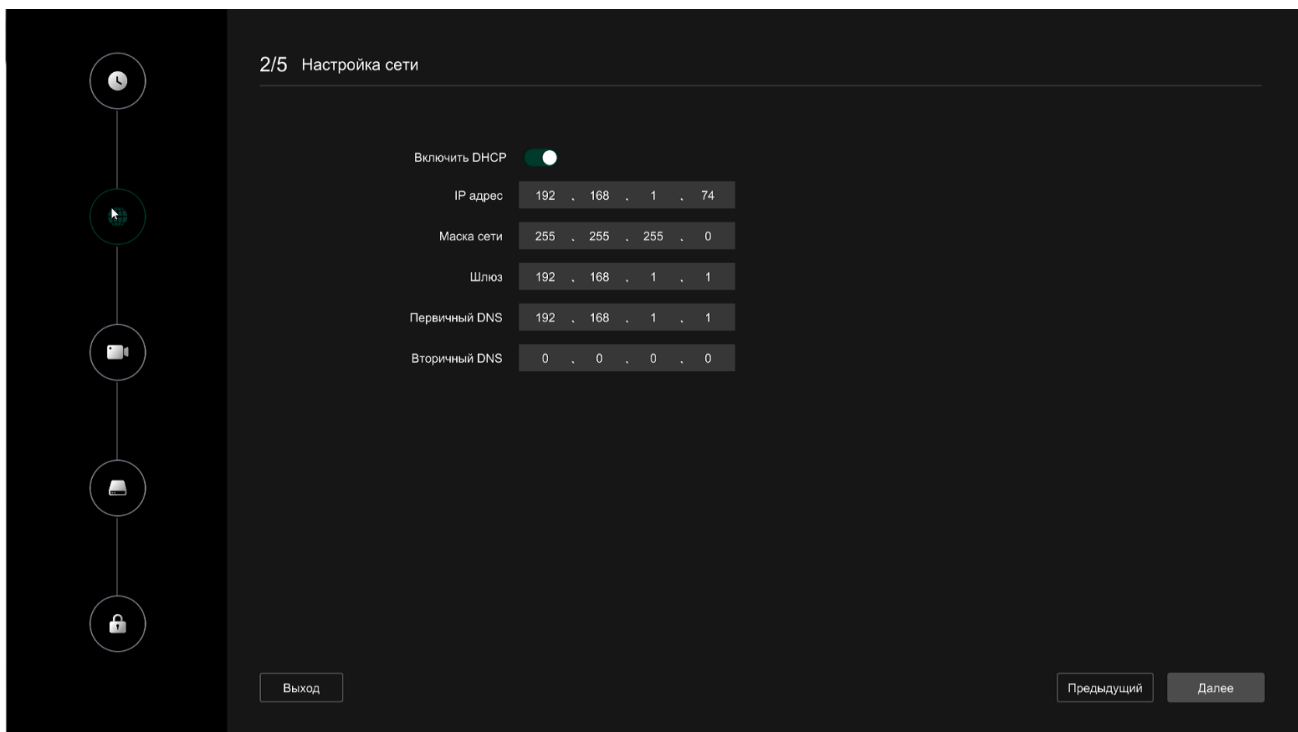 2/5 Настройка сети
Включить DHCP
IP адрес 192 . 168 . 1 . 74
Маска сети 255 . 255 . 255 . 0
Шлюз 192 . 168 . 1 . 1
Первичный DNS 192 . 168 . 1 . 1
Вторичный DNS 0 . 0 . 0 . 0
Выход Предыдущий Далее